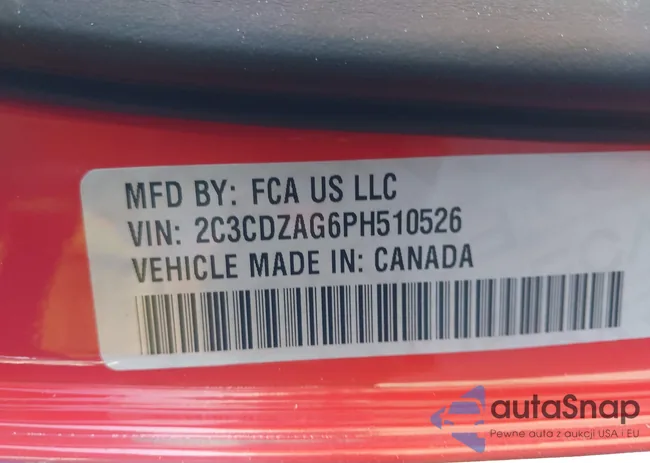 MFD BY: FCA US LLC
VIN: 2C3CDZAG6PH510526
VEHICLE MADE IN: CANADA
autaSnap
Pewne auta z aukcji USA i EU